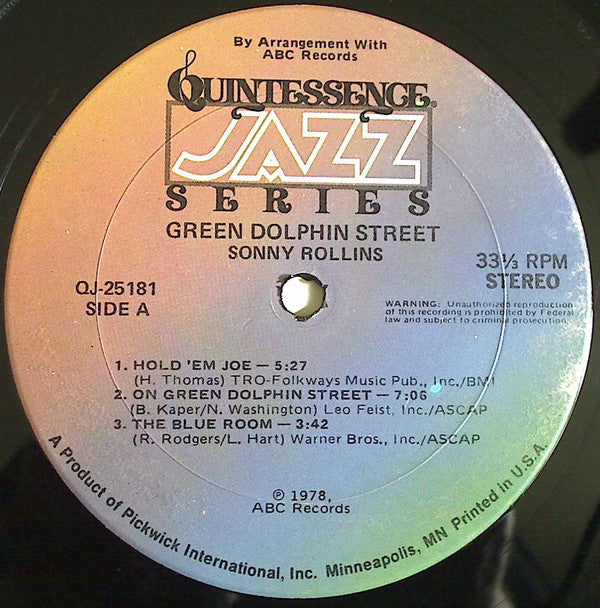 By Arrangement With
ABC Records
QUINTESSENCE®
JAZZ
SERIES
GREEN DOLPHIN STREET
SONNY ROLLINS
QJ-25181
SIDE A
33⅓ RPM
STEREO
WARNING: Unauthorized reproduction
of this recording is prohibited by Federal
law and subject to criminal prosecution.
1. HOLD 'EM JOE — 5:27
(H. Thomas) TRO-Folkways Music Pub., Inc./BMI
2. ON GREEN DOLPHIN STREET — 7:06
(B. Kaper/N. Washington) Leo Feist, Inc./ASCAP
3. THE BLUE ROOM — 3:42
(R. Rodgers/L. Hart) Warner Bros., Inc./ASCAP
℗ 1978,
ABC Records
A Product of Pickwick International, Inc. Minneapolis, MN Printed in U.S.A.